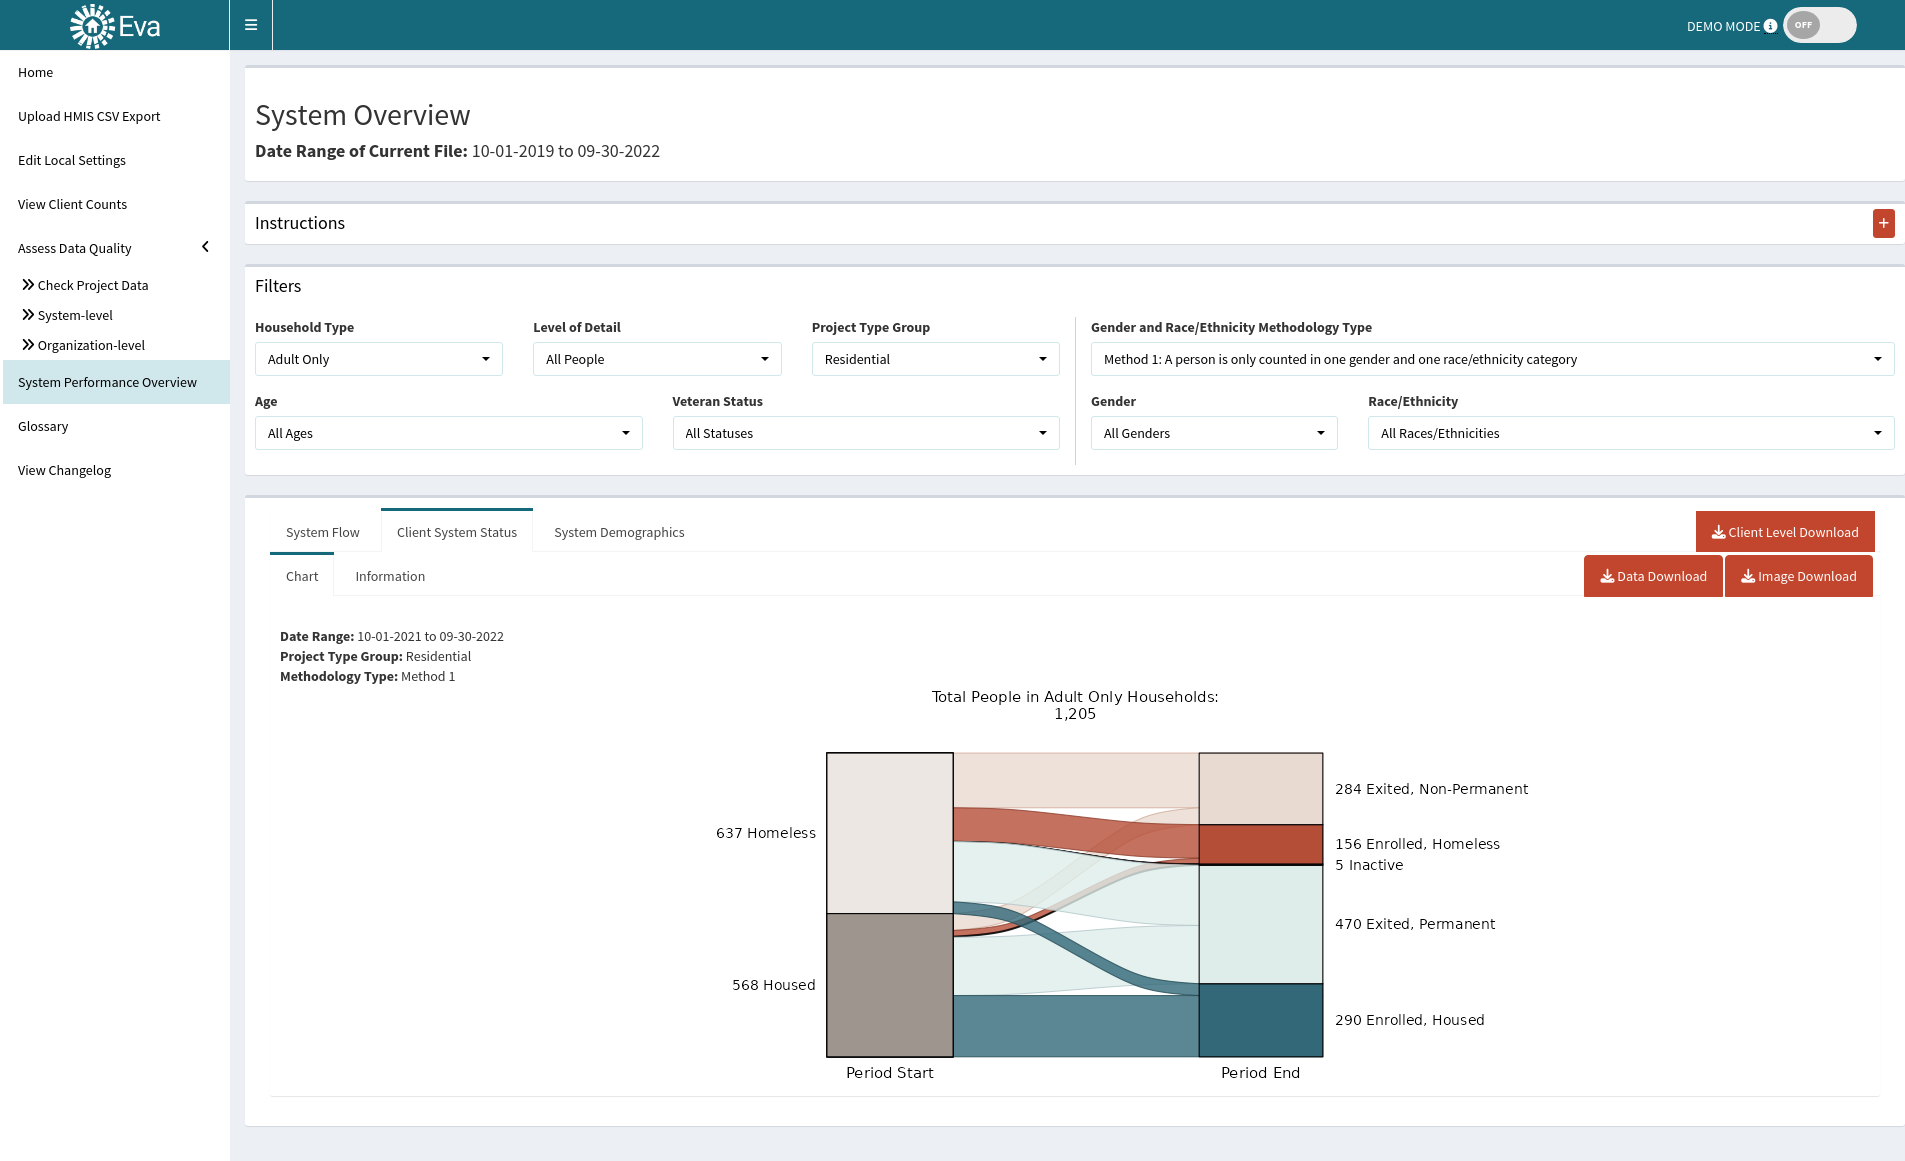 Eva
DEMO MODE
OFF
Home
Upload HMIS CSV Export
Edit Local Settings
View Client Counts
Assess Data Quality
Check Project Data
System-level
Organization-level
System Performance Overview
Glossary
View Changelog
System Overview
Date Range of Current File: 10-01-2019 to 09-30-2022
Instructions
+
Filters
Household Type
Level of Detail
Project Type Group
Gender and Race/Ethnicity Methodology Type
Adult Only
All People
Residential
Method 1: A person is only counted in one gender and one race/ethnicity category
Age
Veteran Status
Gender
Race/Ethnicity
All Ages
All Statuses
All Genders
All Races/Ethnicities
System Flow
Client System Status
System Demographics
Client Level Download
Chart
Information
Data Download
Image Download
Date Range: 10-01-2021 to 09-30-2022
Project Type Group: Residential
Methodology Type: Method 1
Total People in Adult Only Households:
1,205
637 Homeless
568 Housed
284 Exited, Non-Permanent
156 Enrolled, Homeless
5 Inactive
470 Exited, Permanent
290 Enrolled, Housed
Period Start
Period End